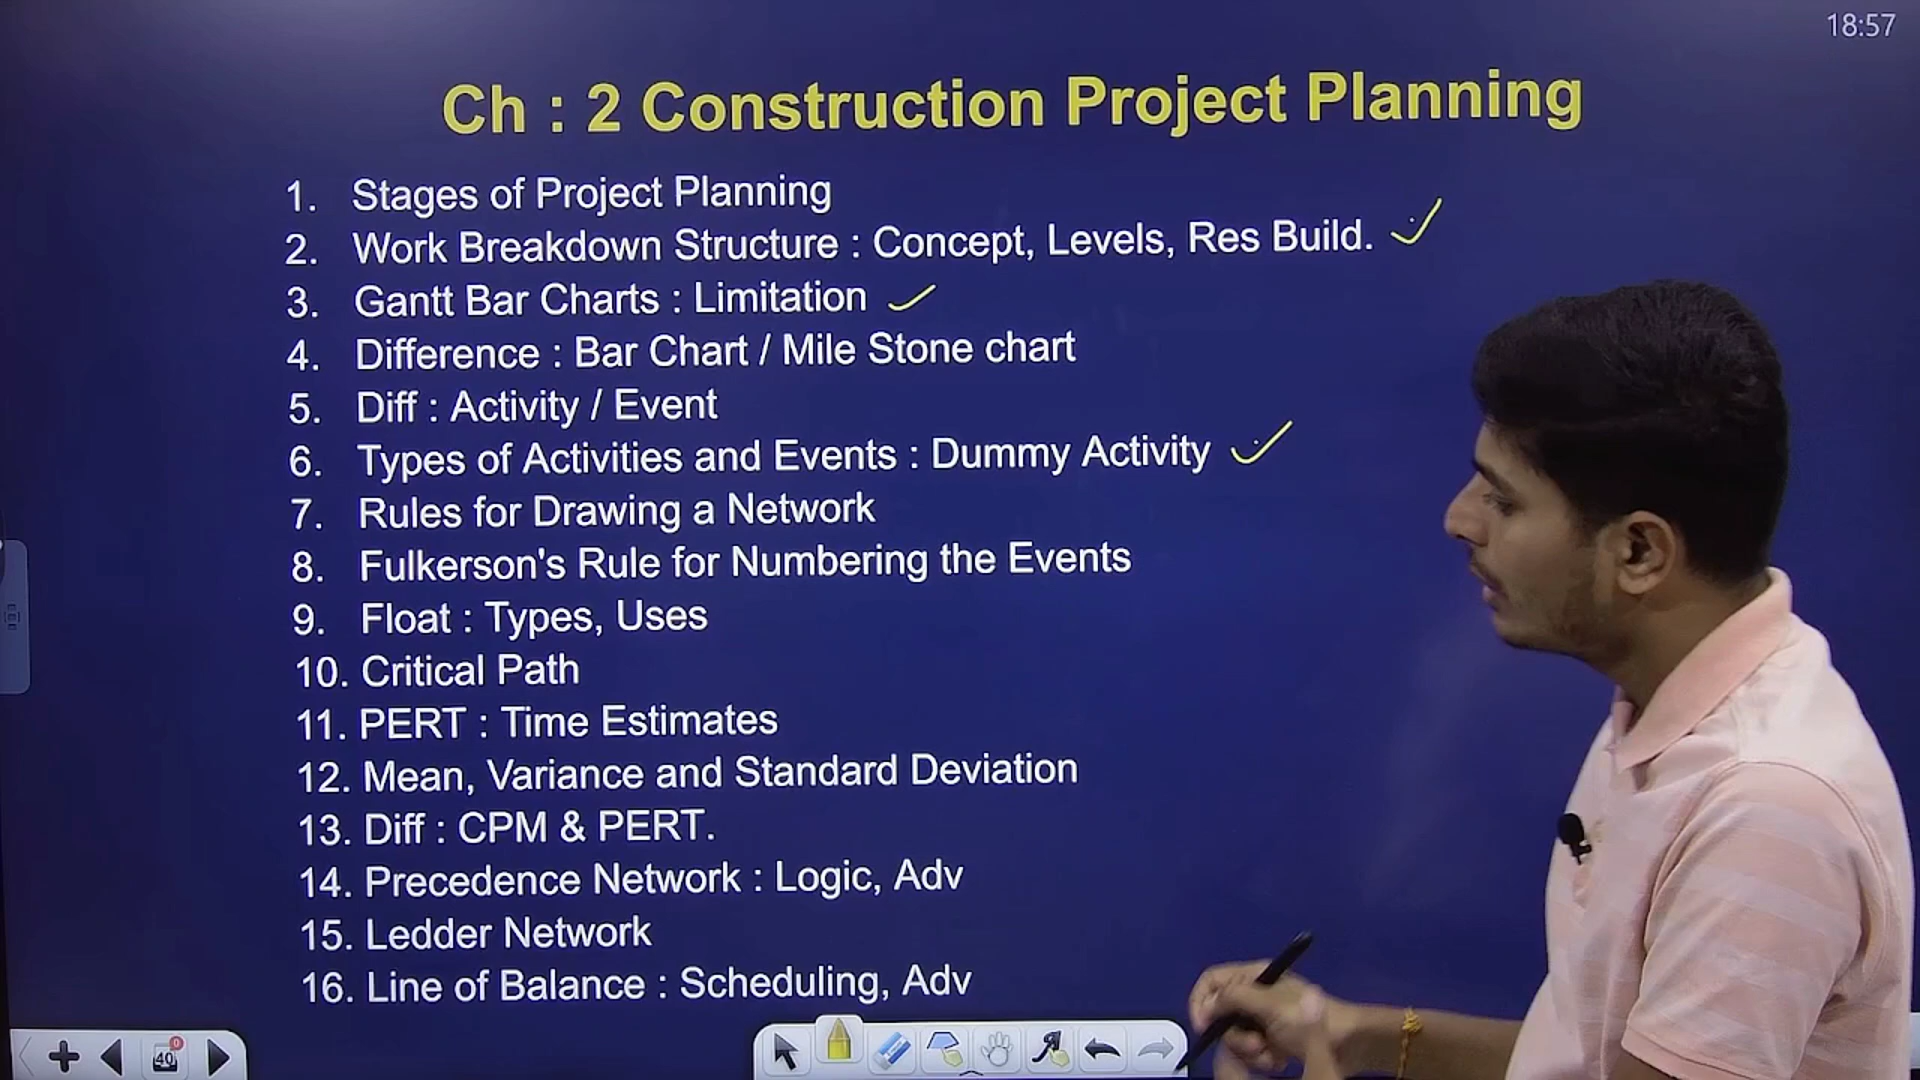 18:57
Ch : 2 Construction Project Planning
1. Stages of Project Planning
2. Work Breakdown Structure : Concept, Levels, Res Build.
3. Gantt Bar Charts : Limitation
4. Difference : Bar Chart / Mile Stone chart
5. Diff : Activity / Event
6. Types of Activities and Events : Dummy Activity
7. Rules for Drawing a Network
8. Fulkerson's Rule for Numbering the Events
9. Float : Types, Uses
10. Critical Path
11. PERT : Time Estimates
12. Mean, Variance and Standard Deviation
13. Diff : CPM & PERT.
14. Precedence Network : Logic, Adv
15. Ledder Network
16. Line of Balance : Scheduling, Adv
40 0